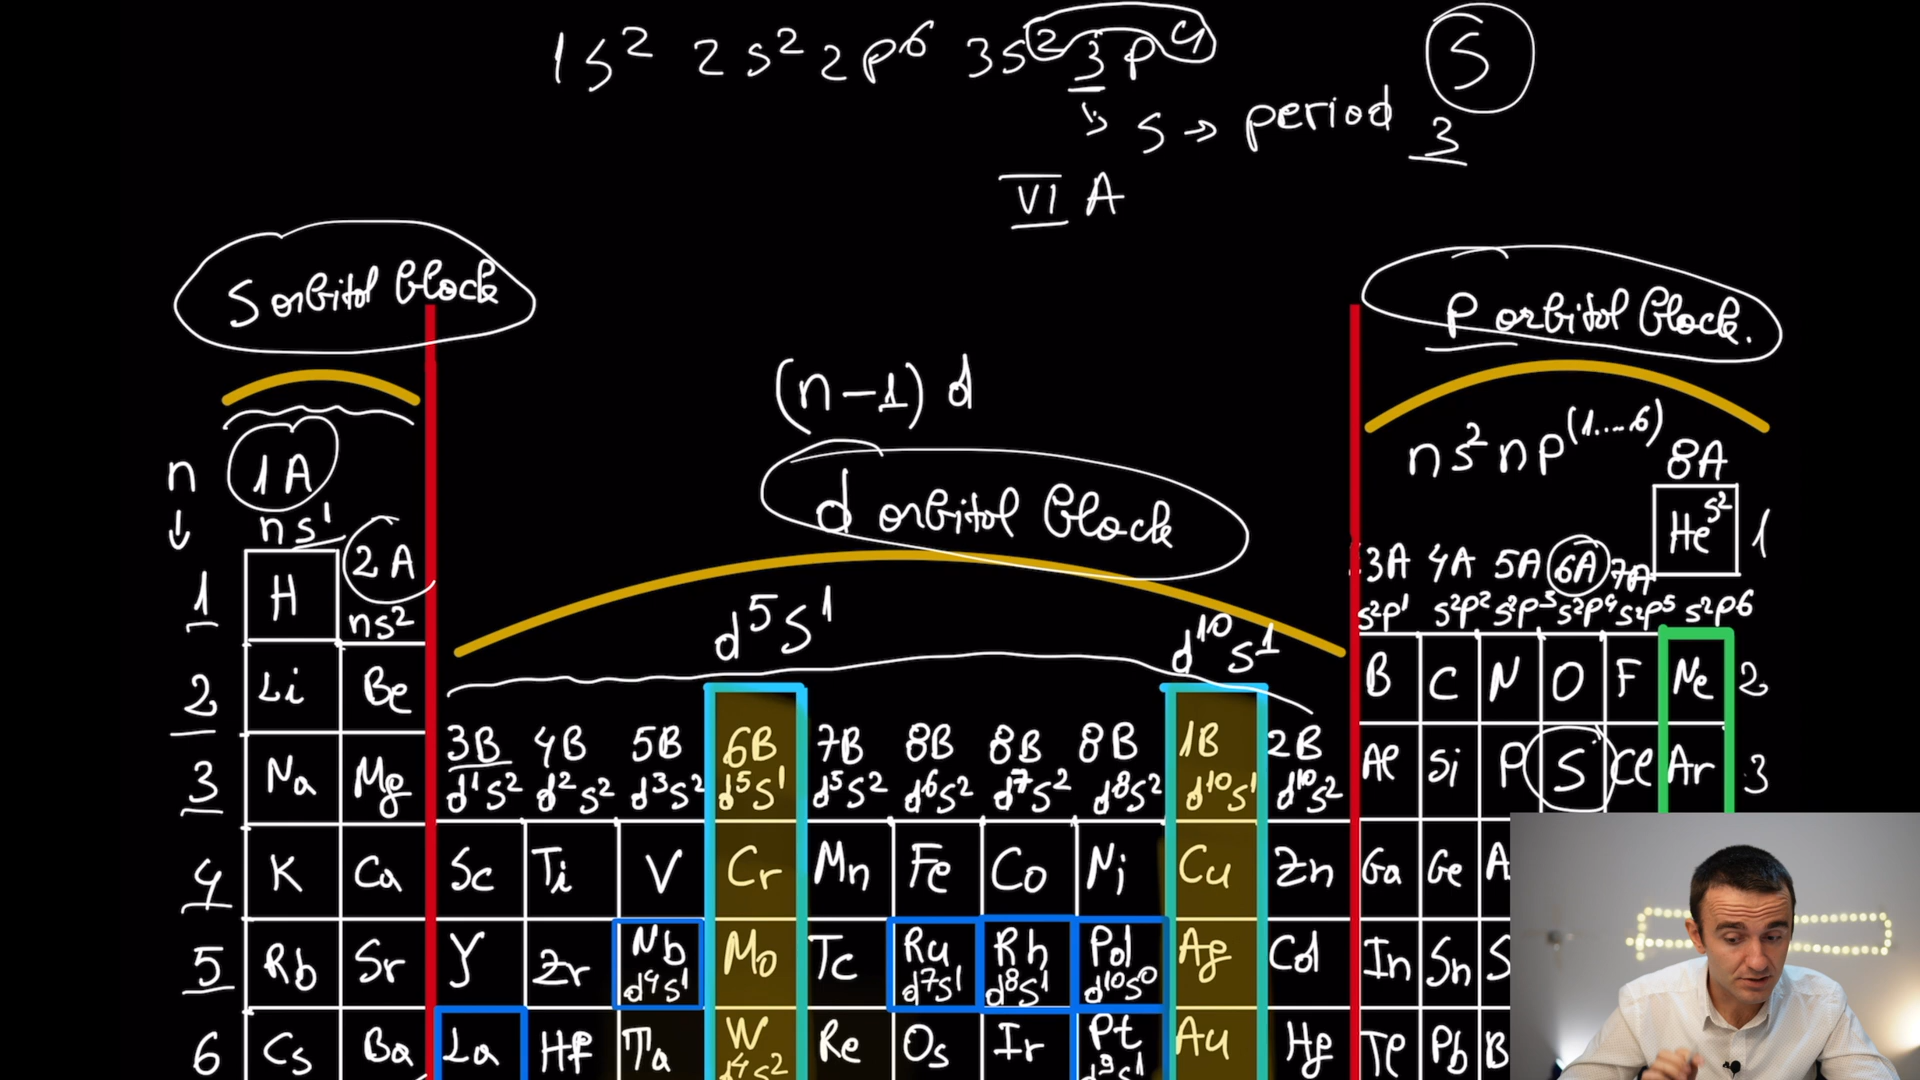 1s² 2s² 2p⁶ 3s² 3p⁴ S
S → period 3
VI A
S orbital block
p orbital block.
(n-1) d
d orbital block
ns²np⁽¹····⁶⁾
n 1A 8A
ns¹ He s² 1
2A 3A 4A 5A 6A 7A
1 H ns² s²p¹ s²p² s²p³ s²p⁴ s²p⁵ s²p⁶
d⁵s¹ d¹⁰s¹
2 Li Be B C N O F Ne 2
3B 4B 5B 6B 7B 8B 8B 8B 1B 2B
3 Na Mg d¹s² d²s² d³s² d⁵s¹ d⁵s² d⁶s² d⁷s² d⁸s² d¹⁰s¹ d¹⁰s² Al Si P S Cl Ar 3
4 K Ca Sc Ti V Cr Mn Fe Co Ni Cu Zn Ga Ge A
5 Rb Sr Y Zr Nb Mo Tc Ru Rh Pd Ag Cd In Sn S
d⁴s¹ d⁷s¹ d⁸s¹ d¹⁰s⁰
6 Cs Ba La Hf Ta W Re Os Ir Pt Au Hg Tl Pb B
d⁴s² d⁹s¹